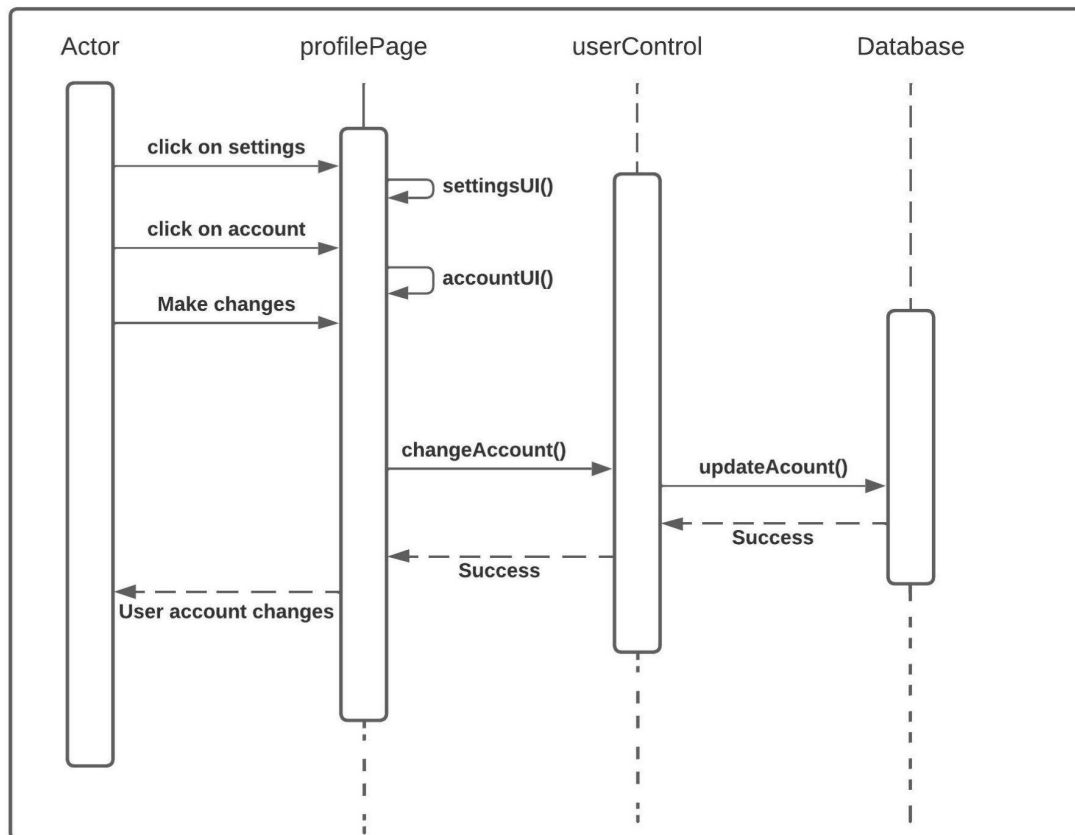 Actor
profilePage
userControl
Database
click on settings
settingsUI()
click on account
accountUI()
Make changes
changeAccount()
updateAcount()
Success
Success
User account changes